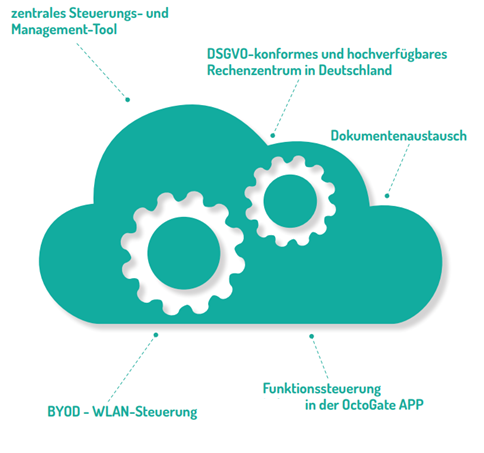 zentrales Steuerungs- und
Management-Tool
DSGVO-konformes und hochverfügbares
Rechenzentrum in Deutschland
Dokumentenaustausch
BYOD - WLAN-Steuerung
Funktionssteuerung
in der OctoGate APP